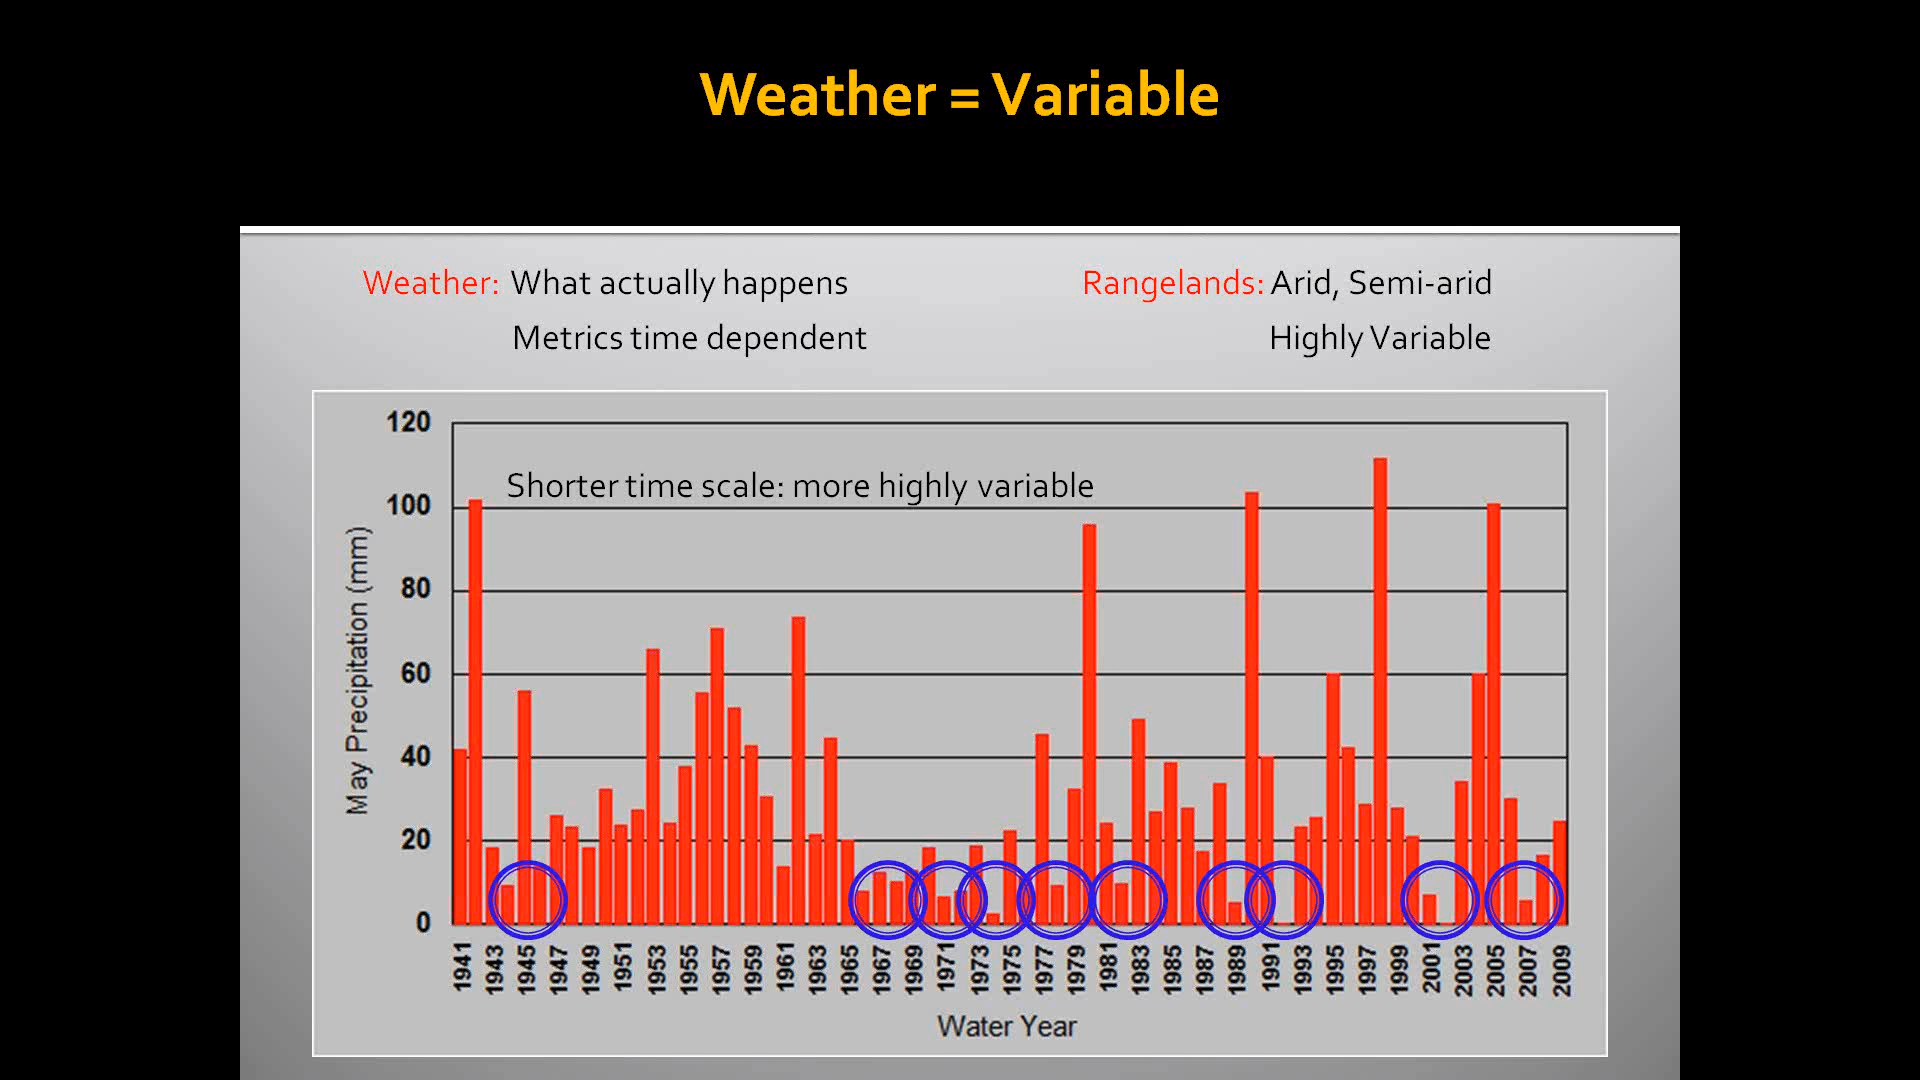 Weather = Variable
Weather: What actually happens
Metrics time dependent
Rangelands: Arid, Semi-arid
Highly Variable
Shorter time scale: more highly variable
120
100
80
60
40
20
0
May Precipitation (mm)
1941 1943 1945 1947 1949 1951 1953 1955 1957 1959 1961 1963 1965 1967 1969 1971 1973 1975 1977 1979 1981 1983 1985 1987 1989 1991 1993 1995 1997 1999 2001 2003 2005 2007 2009
Water Year